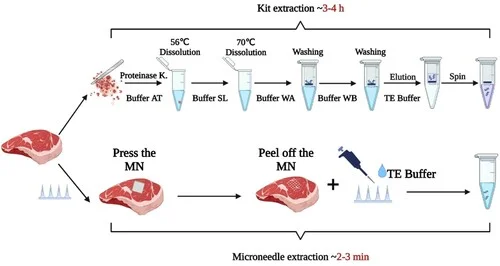 Kit extraction ~3-4 h
56℃
Dissolution
70℃
Dissolution
Washing
Washing
Proteinase K.
Elution
Spin
Buffer AT
Buffer SL
Buffer WA
Buffer WB
TE Buffer
Press the
MN
Peel off the
MN
TE Buffer
Microneedle extraction ~2-3 min